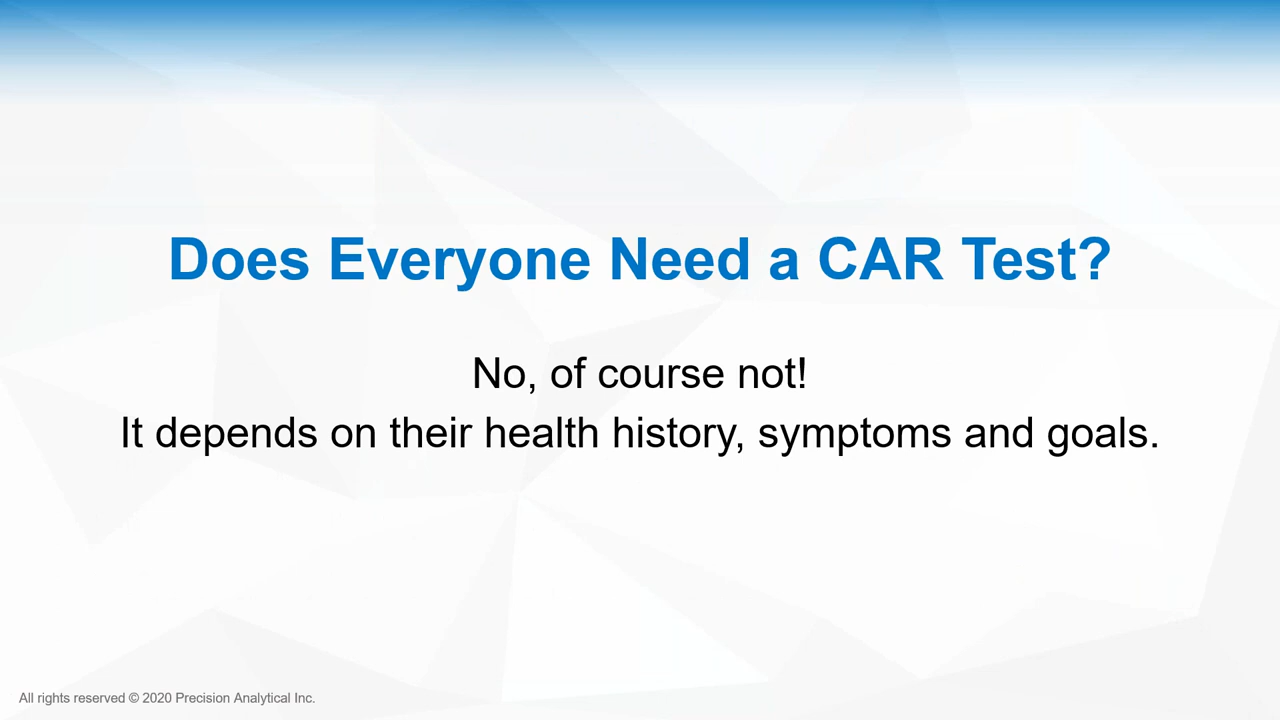 Does Everyone Need a CAR Test?
No, of course not!
It depends on their health history, symptoms and goals.
All rights reserved © 2020 Precision Analytical Inc.